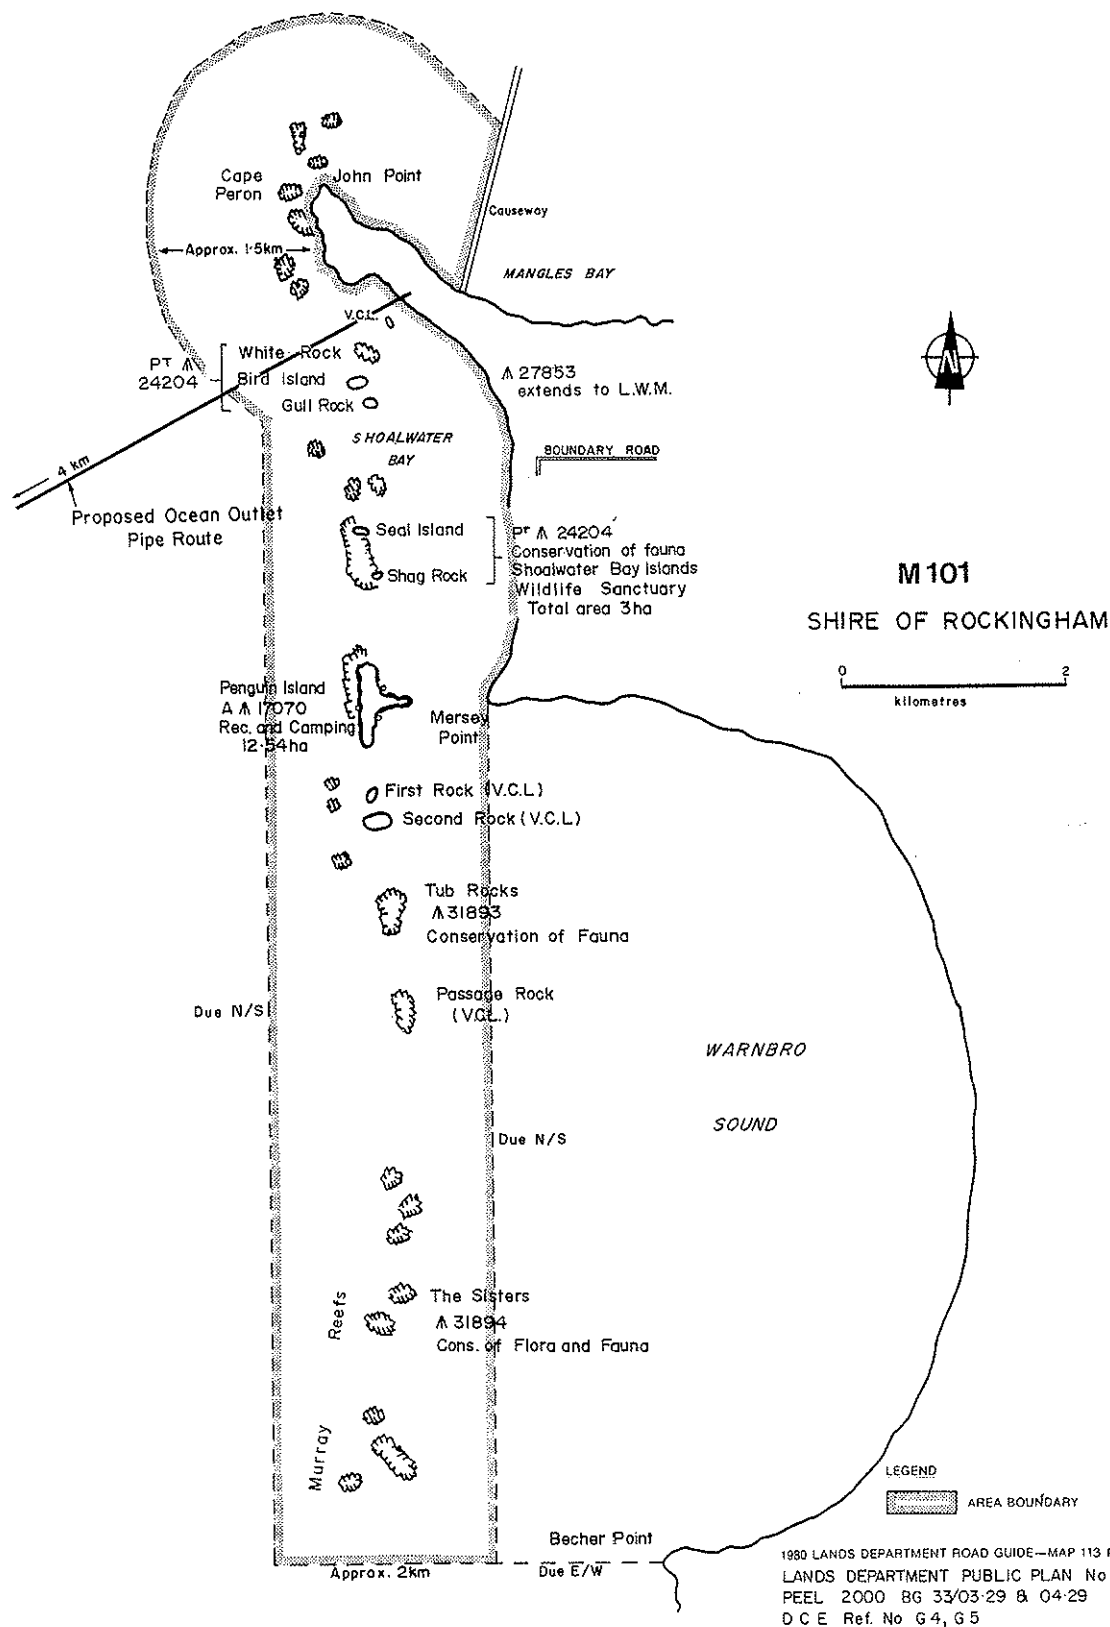 Cape
Peron
John Point
Causeway
Approx. 1·5km
MANGLES BAY
V.C.L.
White Rock
Bird Island
Gull Rock
PT ⩚
24204
⩚ 27853
extends to L.W.M.
SHOALWATER
BAY
BOUNDARY ROAD
4 km
Proposed Ocean Outlet
Pipe Route
Seal Island
Shag Rock
PT ⩚ 24204
Conservation of fauna
Shoalwater Bay Islands
Wildlife Sanctuary
Total area 3ha
M101
SHIRE OF ROCKINGHAM
0 2
kilometres
Penguin Island
A ⩚ 17070
Rec. and Camping
12·54ha
Mersey
Point
First Rock (V.C.L)
Second Rock (V.C.L)
Tub Rocks
⩚ 31893
Conservation of Fauna
Passage Rock
(V.C.L.)
Due N/S
WARNBRO
SOUND
Due N/S
The Sisters
⩚ 31894
Cons. of Flora and Fauna
Murray Reefs
LEGEND
AREA BOUNDARY
Becher Point
Approx. 2km
Due E/W
1980 LANDS DEPARTMENT ROAD GUIDE—MAP 113
LANDS DEPARTMENT PUBLIC PLAN No
PEEL 2000 BG 33/03·29 & 04·29
D C E Ref. No G4, G5